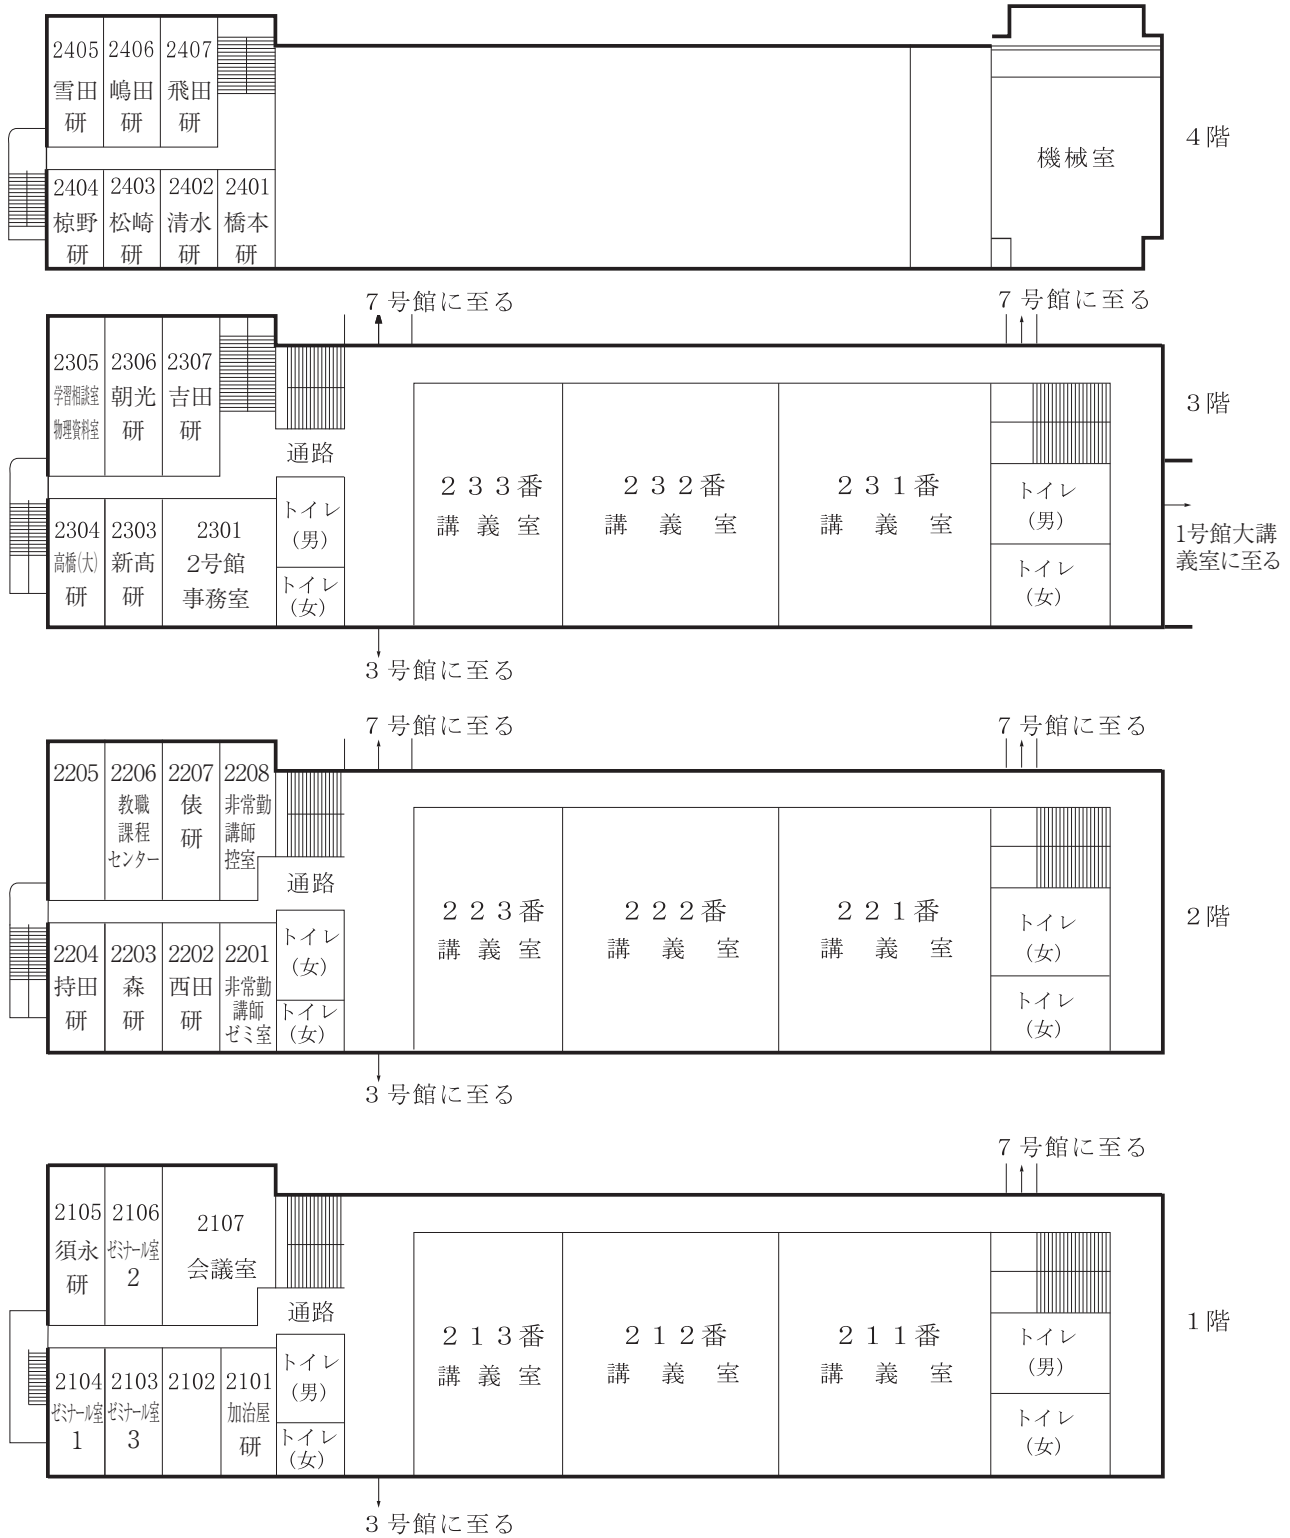 2405
雪田
研
2406
嶋田
研
2407
飛田
研
2404
椋野
研
2403
松崎
研
2402
清水
研
2401
橋本
研
機械室
4階
7号館に至る
7号館に至る
2305
学習相談室
物理資料室
2306
朝光
研
2307
吉田
研
通路
2304
高橋(大)
研
2303
新髙
研
2301
2号館
事務室
トイレ
(男)
トイレ
(女)
233番
講義室
232番
講義室
231番
講義室
トイレ
(男)
トイレ
(女)
3階
1号館大講
義室に至る
3号館に至る
7号館に至る
7号館に至る
2205
2206
教職
課程
センター
2207
俵
研
2208
非常勤
講師
控室
通路
2204
持田
研
2203
森
研
2202
西田
研
2201
非常勤
講師
ゼミ室
トイレ
(女)
トイレ
(女)
223番
講義室
222番
講義室
221番
講義室
トイレ
(女)
トイレ
(女)
2階
3号館に至る
7号館に至る
2105
須永
研
2106
ゼミナール室
2
2107
会議室
通路
2104
ゼミナール室
1
2103
ゼミナール室
3
2102
2101
加治屋
研
トイレ
(男)
トイレ
(女)
213番
講義室
212番
講義室
211番
講義室
トイレ
(男)
トイレ
(女)
1階
3号館に至る